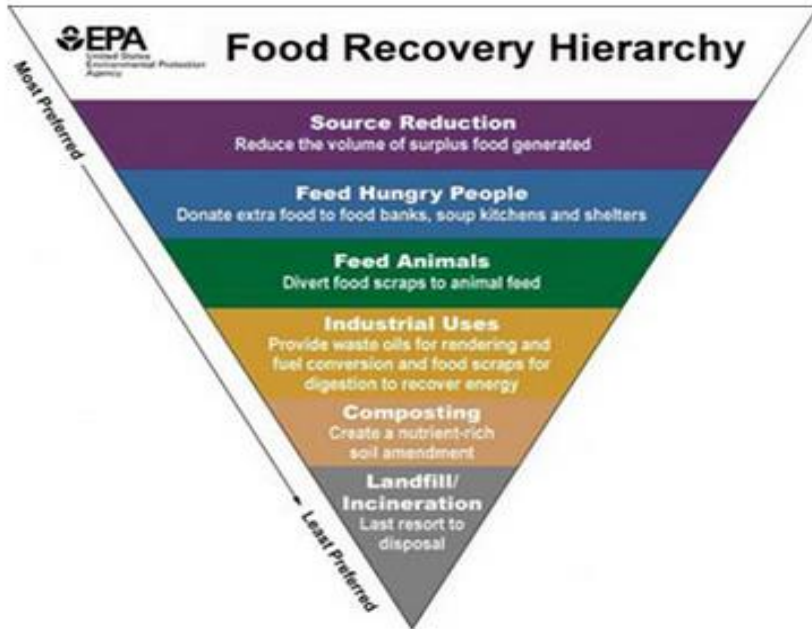 EPA
United States
Environmental Protection
Agency
Food Recovery Hierarchy
Most Preferred
Source Reduction
Reduce the volume of surplus food generated
Feed Hungry People
Donate extra food to food banks, soup kitchens and shelters
Feed Animals
Divert food scraps to animal feed
Industrial Uses
Provide waste oils for rendering and
fuel conversion and food scraps for
digestion to recover energy
Composting
Create a nutrient-rich
soil amendment
Landfill/
Incineration
Last resort to
disposal
Least Preferred